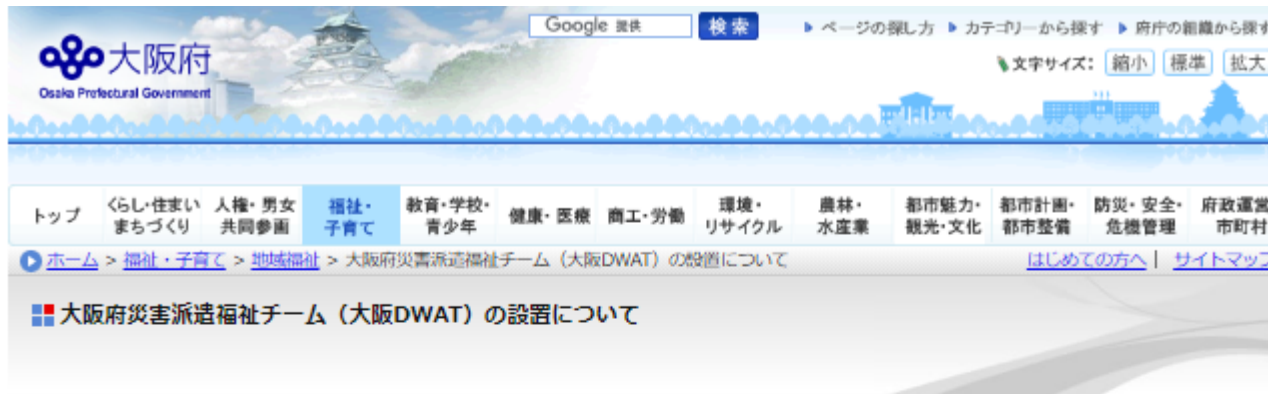 Google 提供 検索 ページの探し方 カテゴリーから探す 府庁の組織から探す
大阪府
Osaka Prefectural Government
文字サイズ： 縮小 標準 拡大
トップ
くらし・住まい
まちづくり
人権・男女
共同参画
福祉・
子育て
教育・学校・
青少年
健康・医療
商工・労働
環境・
リサイクル
農林・
水産業
都市魅力・
観光・文化
都市計画・
都市整備
防災・安全・
危機管理
府政運営
市町村
ホーム > 福祉・子育て > 地域福祉 > 大阪府災害派遣福祉チーム（大阪DWAT）の設置について はじめての方へ | サイトマップ
大阪府災害派遣福祉チーム（大阪DWAT）の設置について